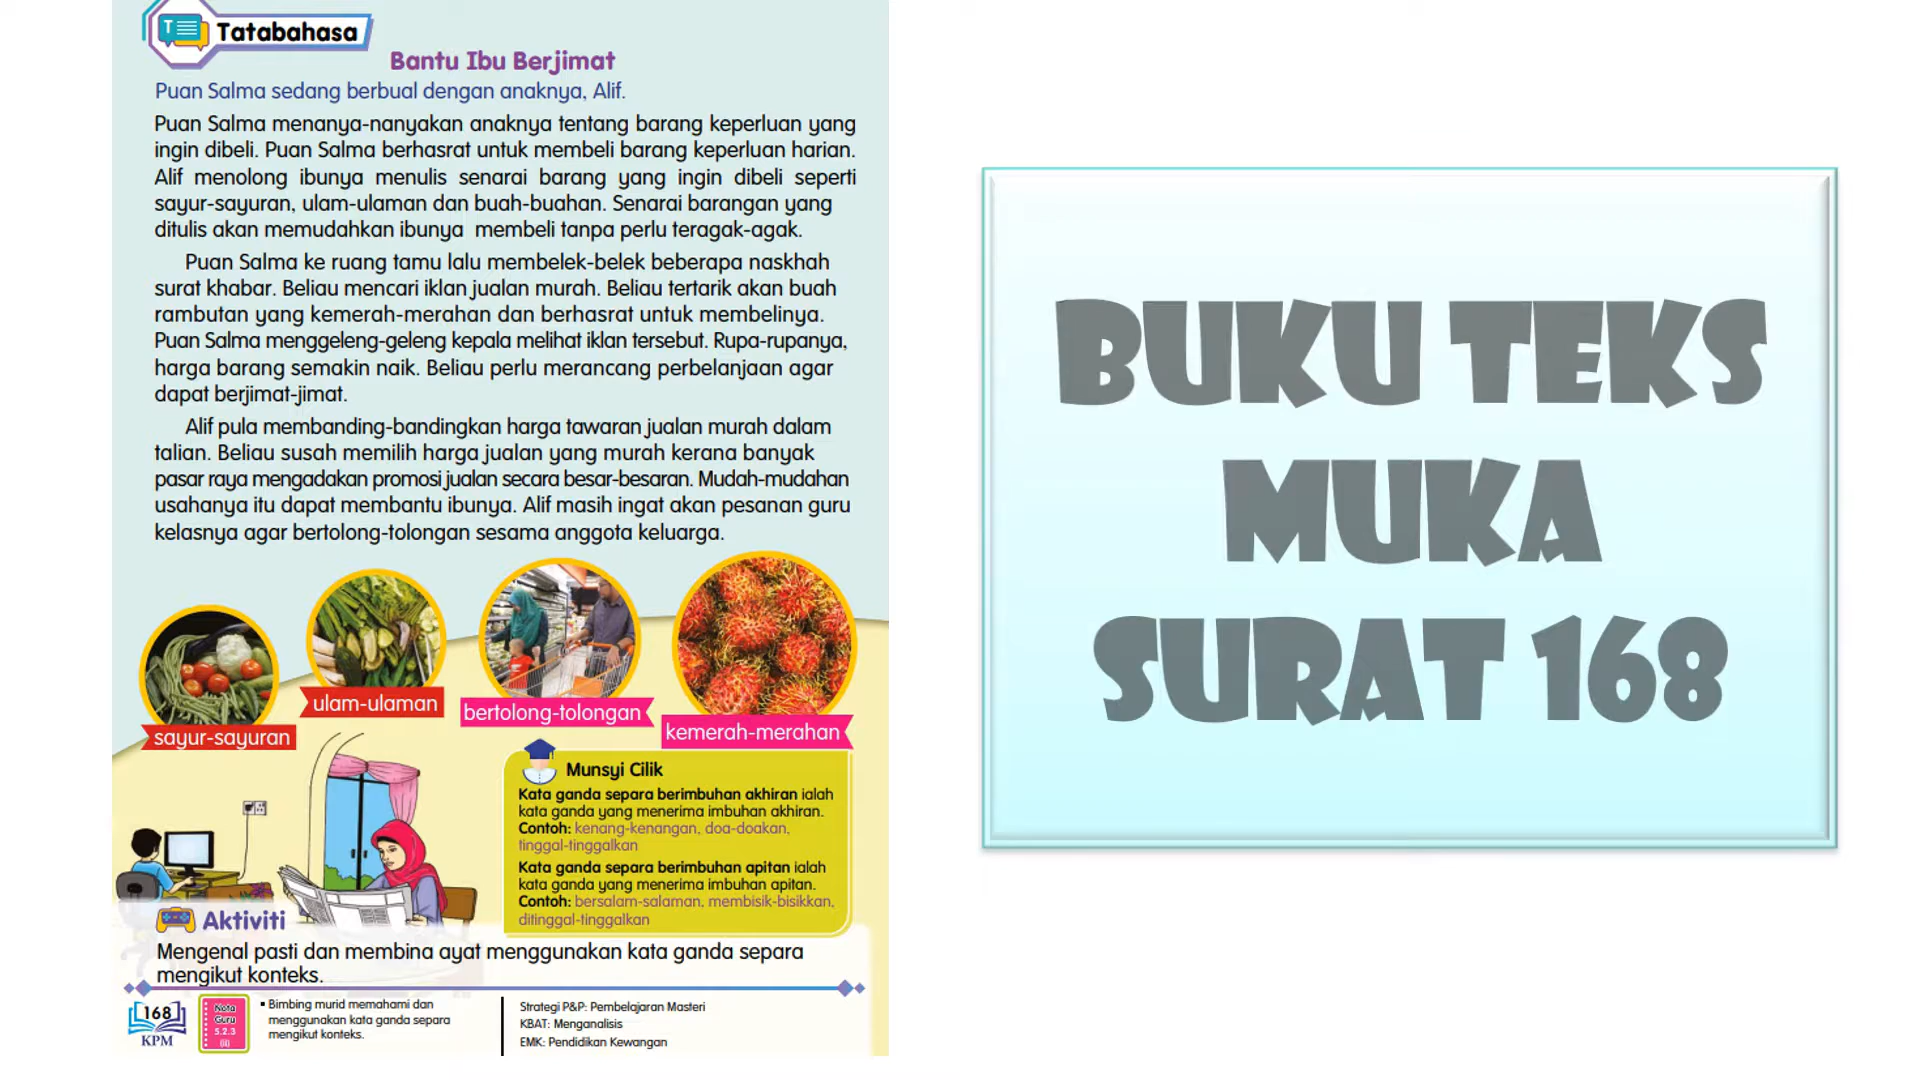 Tatabahasa
Bantu Ibu Berjimat
Puan Salma sedang berbual dengan anaknya, Alif.
Puan Salma menanya-nanyakan anaknya tentang barang keperluan yang
ingin dibeli. Puan Salma berhasrat untuk membeli barang keperluan harian.
Alif menolong ibunya menulis senarai barang yang ingin dibeli seperti
sayur-sayuran, ulam-ulaman dan buah-buahan. Senarai barangan yang
ditulis akan memudahkan ibunya membeli tanpa perlu teragak-agak.
Puan Salma ke ruang tamu lalu membelek-belek beberapa naskhah
surat khabar. Beliau mencari iklan jualan murah. Beliau tertarik akan buah
rambutan yang kemerah-merahan dan berhasrat untuk membelinya.
Puan Salma menggeleng-geleng kepala melihat iklan tersebut. Rupa-rupanya,
harga barang semakin naik. Beliau perlu merancang perbelanjaan agar
dapat berjimat-jimat.
Alif pula membanding-bandingkan harga tawaran jualan murah dalam
talian. Beliau susah memilih harga jualan yang murah kerana banyak
pasar raya mengadakan promosi jualan secara besar-besaran. Mudah-mudahan
usahanya itu dapat membantu ibunya. Alif masih ingat akan pesanan guru
kelasnya agar bertolong-tolongan sesama anggota keluarga.
sayur-sayuran
ulam-ulaman
bertolong-tolongan
kemerah-merahan
Munsyi Cilik
Kata ganda separa berimbuhan akhiran ialah
kata ganda yang menerima imbuhan akhiran.
Contoh: kenang-kenangan, doa-doakan,
tinggal-tinggalkan
Kata ganda separa berimbuhan apitan ialah
kata ganda yang menerima imbuhan apitan.
Contoh: bersalam-salaman, membisik-bisikkan,
ditinggal-tinggalkan
Aktiviti
Mengenal pasti dan membina ayat menggunakan kata ganda separa
mengikut konteks.
168
KPM
Nota
Guru
5.2.3
(ii)
▪ Bimbing murid memahami dan
menggunakan kata ganda separa
mengikut konteks.
Strategi P&P: Pembelajaran Masteri
KBAT: Menganalisis
EMK: Pendidikan Kewangan
BUKU TEKS
MUKA
SURAT 168